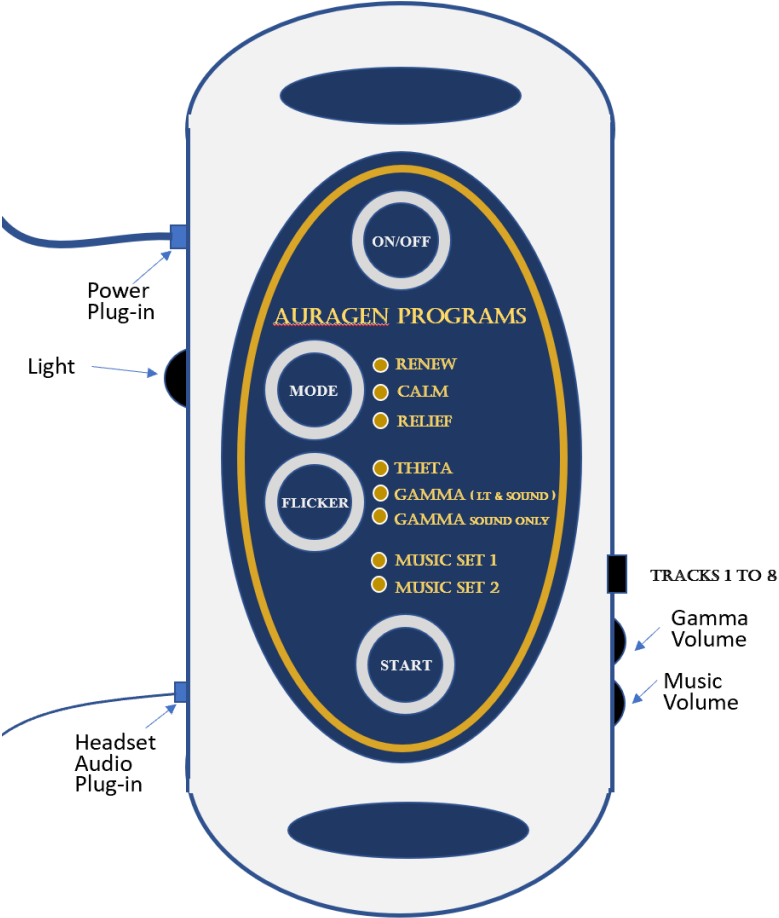 ON/OFF
Power
Plug-in
AURAGEN PROGRAMS
Light
MODE
RENEW
CALM
RELIEF
FLICKER
THETA
GAMMA ( LT & SOUND )
GAMMA SOUND ONLY
MUSIC SET 1
MUSIC SET 2
TRACKS 1 TO 8
Gamma
Volume
START
Music
Volume
Headset
Audio
Plug-in